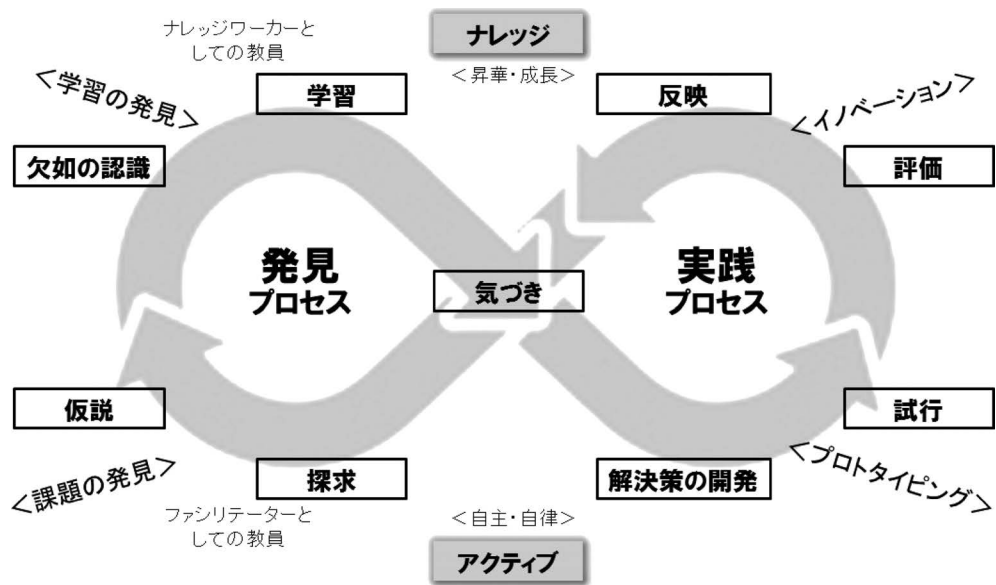 ナレッジワーカーと
しての教員
ナレッジ
＜昇華・成長＞
＜学習の発見＞
学習
反映
＜イノベーション＞
欠如の認識
評価
発見
プロセス
気づき
実践
プロセス
仮説
試行
＜課題の発見＞
探求
解決策の開発
＜プロトタイピング＞
ファシリテーターと
しての教員
＜自主・自律＞
アクティブ